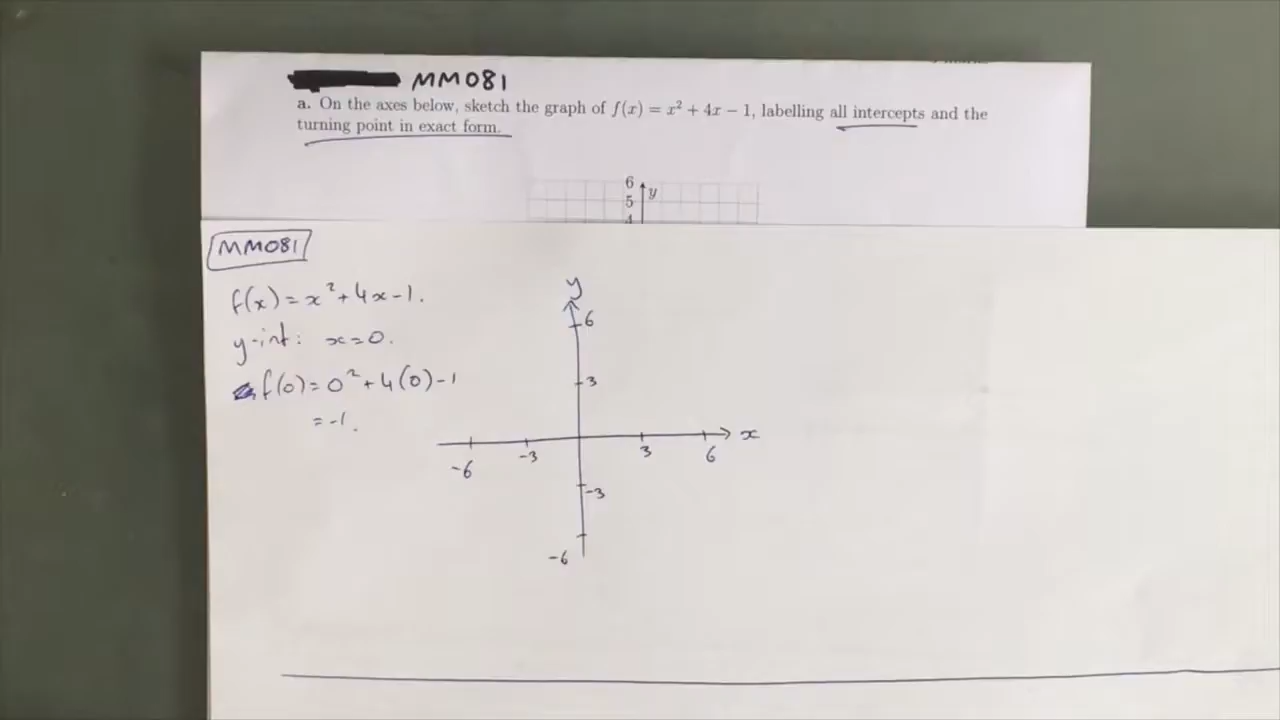 MM081
a. On the axes below, sketch the graph of f(x) = x² + 4x − 1, labelling all intercepts and the
turning point in exact form.
6
y
5
4
MM081
f(x) = x² + 4x - 1.
y-int: x = 0.
f(0) = 0² + 4(0) - 1
= -1.
y
6
3
x
-6
-3
3
6
-3
-6